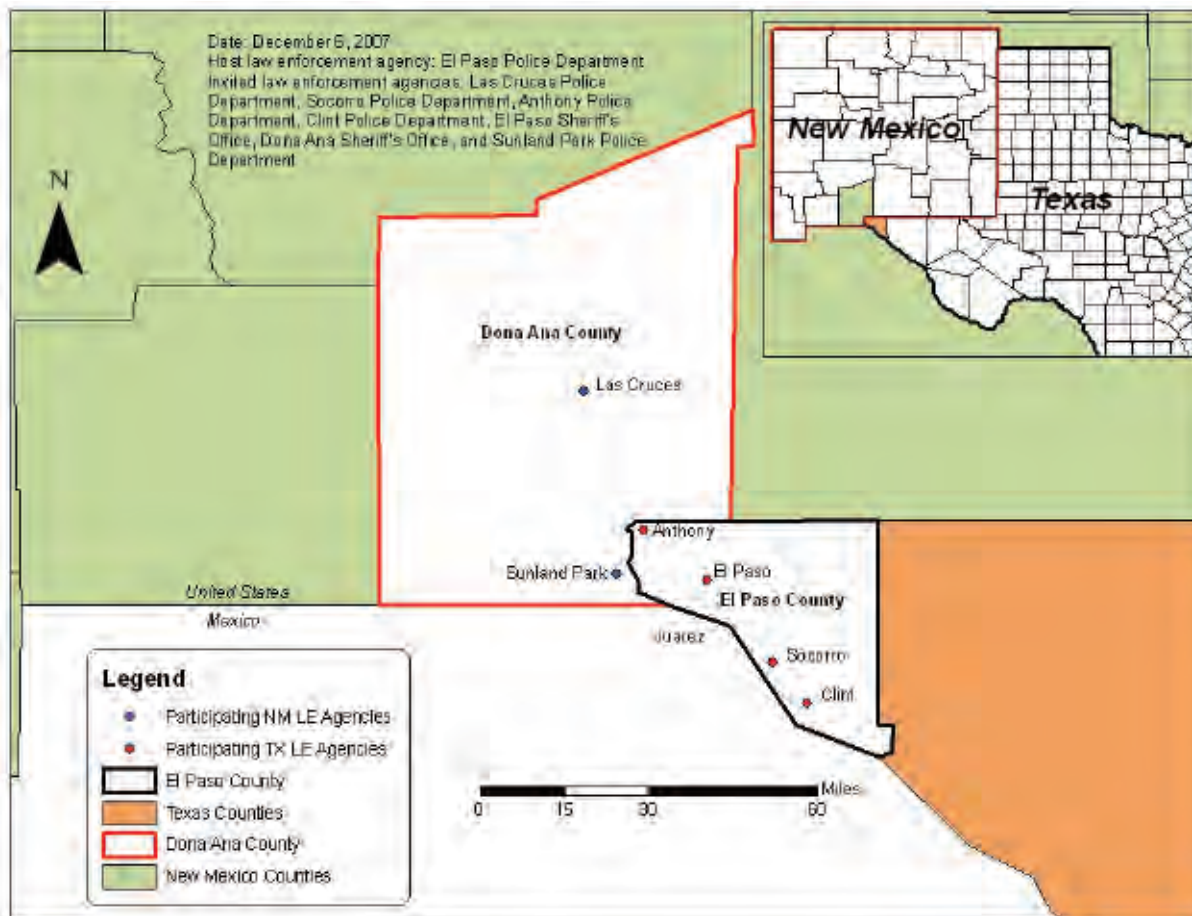 Date: December 6, 2007
Host law enforcement agency: El Paso Police Department
Invited law enforcement agencies: Las Cruces Police
Department, Socorro Police Department, Anthony Police
Department, Clint Police Department, El Paso Sheriff's
Office, Dona Ana Sheriff's Office, and Sunland Park Police
Department
New Mexico
Texas
N
Dona Ana County
Las Cruces
Anthony
Sunland Park
El Paso
El Paso County
United States
Mexico
Juarez
Socorro
Clint
Legend
Participating NM LE Agencies
Participating TX LE Agencies
El Paso County
Texas Counties
Dona Ana County
New Mexico Counties
Miles
0 15 30 60